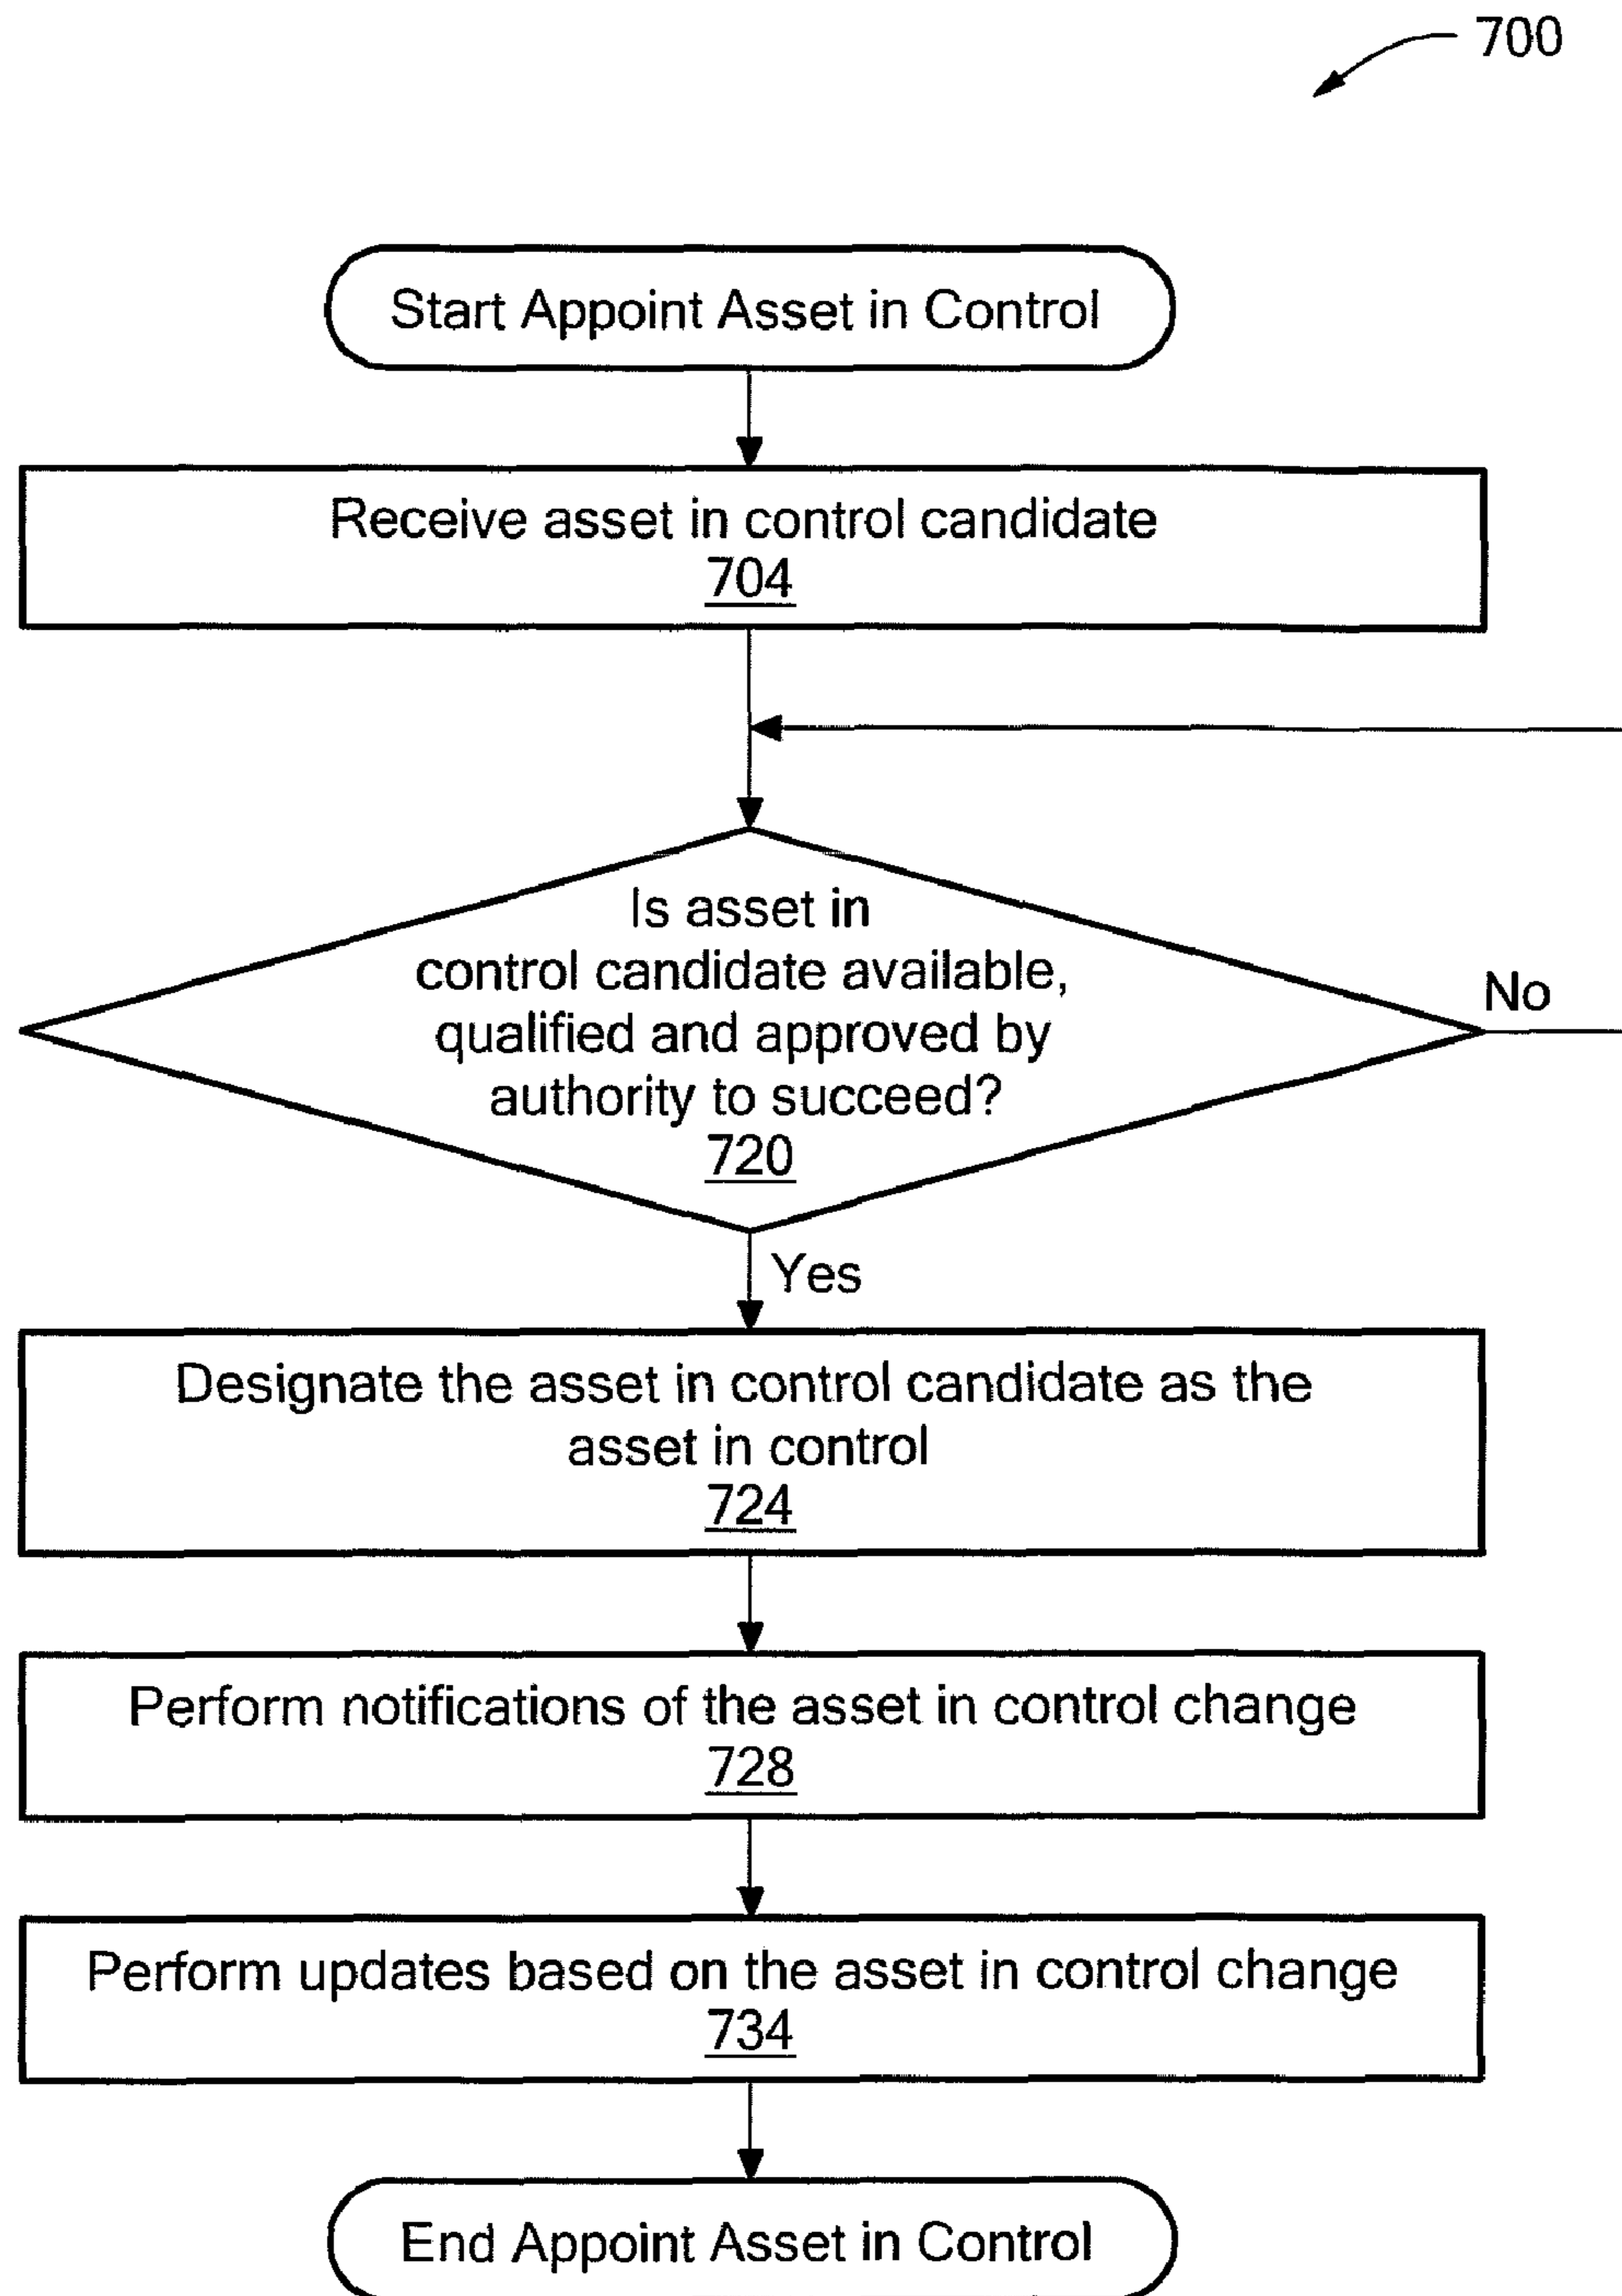 700
Start Appoint Asset in Control
Receive asset in control candidate
704
Is asset in
control candidate available,
qualified and approved by
authority to succeed?
720
No
Yes
Designate the asset in control candidate as the
asset in control
724
Perform notifications of the asset in control change
728
Perform updates based on the asset in control change
734
End Appoint Asset in Control